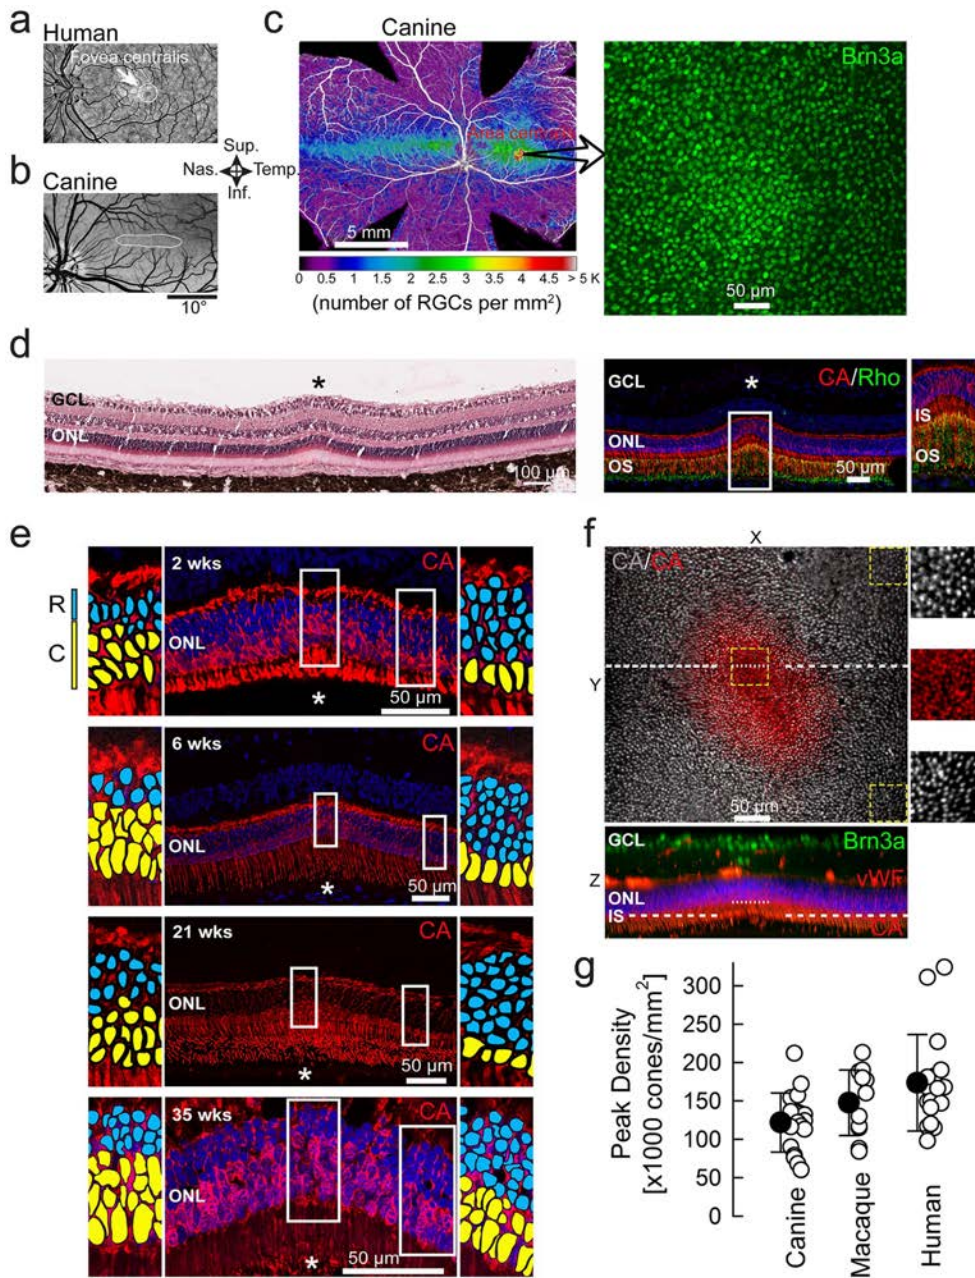 a
Human
Fovea centralis
b
Canine
10°
Sup.
Nas. Temp.
Inf.
c
Canine
Area centralis
5 mm
0 0.5 1 1.5 2 2.5 3 3.5 4 4.5 > 5 K
(number of RGCs per mm²)
Brn3a
50 µm
d
*
GCL
ONL
100 µm
GCL
*
CA/Rho
ONL
OS
50 µm
IS
OS
e
R
C
2 wks
CA
ONL
*
50 µm
6 wks
CA
ONL
*
50 µm
21 wks
CA
ONL
*
50 µm
35 wks
CA
ONL
*
50 µm
f
X
CA/CA
Y
50 µm
GCL
Brn3a
Z
vWF
ONL
IS
CA
g
Peak Density
[x1000 cones/mm²]
300
250
200
150
100
50
0
Canine
Macaque
Human